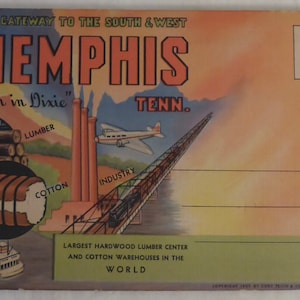 GATEWAY TO THE SOUTH & WEST
MEMPHIS
in Dixie"
TENN.
LUMBER
COTTON
INDUSTRY
LARGEST HARDWOOD LUMBER CENTER
AND COTTON WAREHOUSES IN THE
WORLD